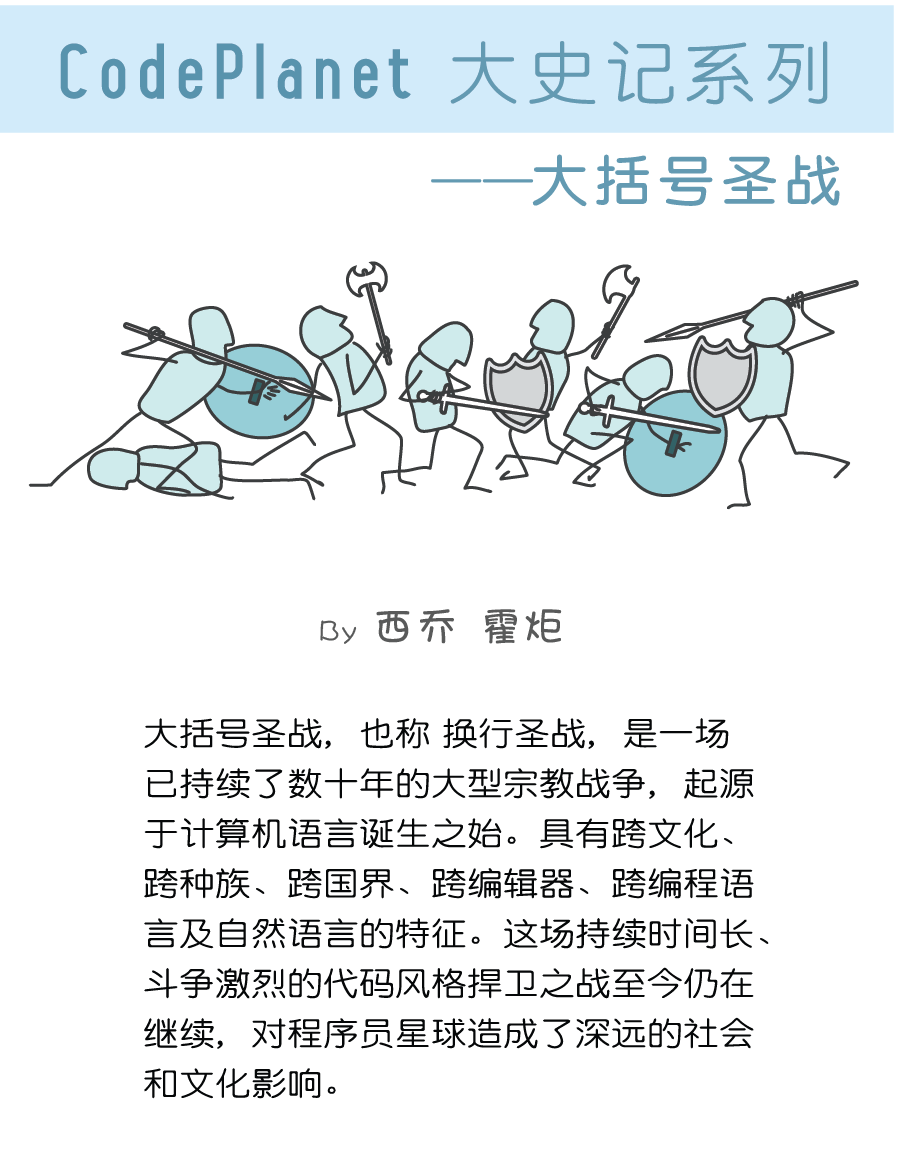 CodePlanet 大史记系列
——大括号圣战
By 西乔 霍炬
大括号圣战，也称 换行圣战，是一场
已持续了数十年的大型宗教战争，起源
于计算机语言诞生之始。具有跨文化、
跨种族、跨国界、跨编辑器、跨编程语
言及自然语言的特征。这场持续时间长、
斗争激烈的代码风格捍卫之战至今仍在
继续，对程序员星球造成了深远的社会
和文化影响。